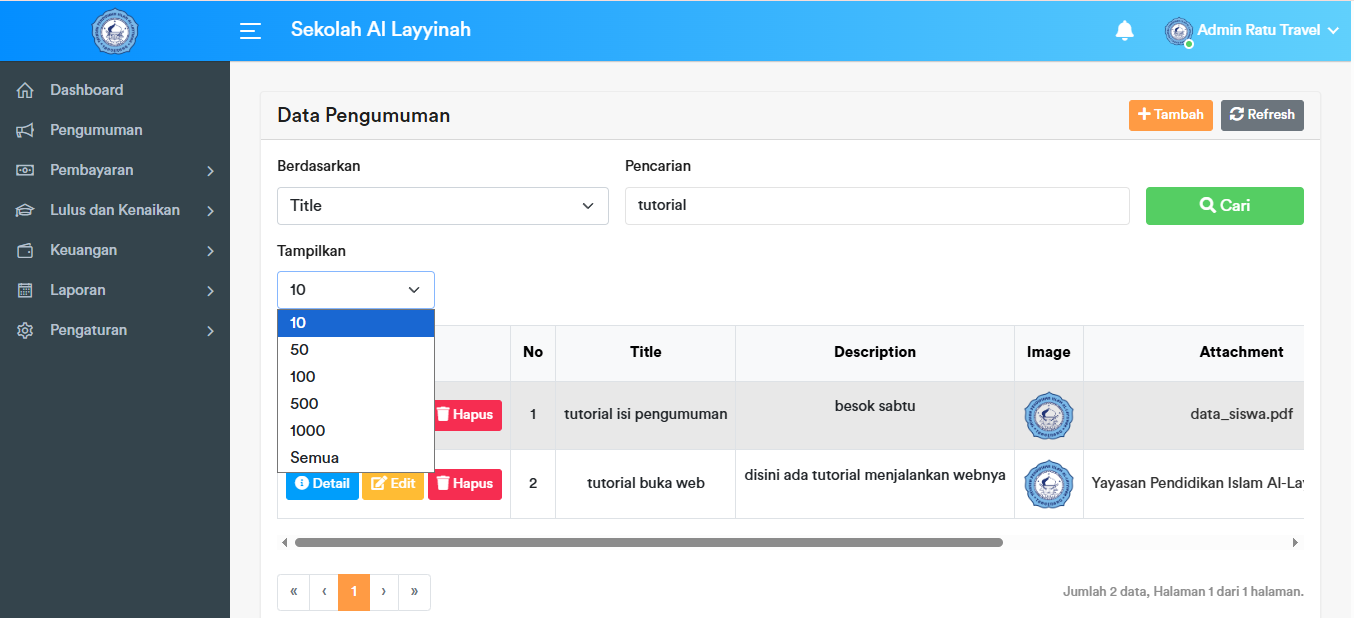 Sekolah Al Layyinah
Admin Ratu Travel
Dashboard
Pengumuman
Pembayaran
Lulus dan Kenaikan
Keuangan
Laporan
Pengaturan
Data Pengumuman
Tambah
Refresh
Berdasarkan
Pencarian
Title
tutorial
Cari
Tampilkan
10
10
50
100
500
1000
Semua
No Title Description Image Attachment
Hapus 1 tutorial isi pengumuman besok sabtu data_siswa.pdf
Detail Edit Hapus 2 tutorial buka web disini ada tutorial menjalankan webnya Yayasan Pendidikan Islam Al-La
« ‹ 1 › »
Jumlah 2 data, Halaman 1 dari 1 halaman.